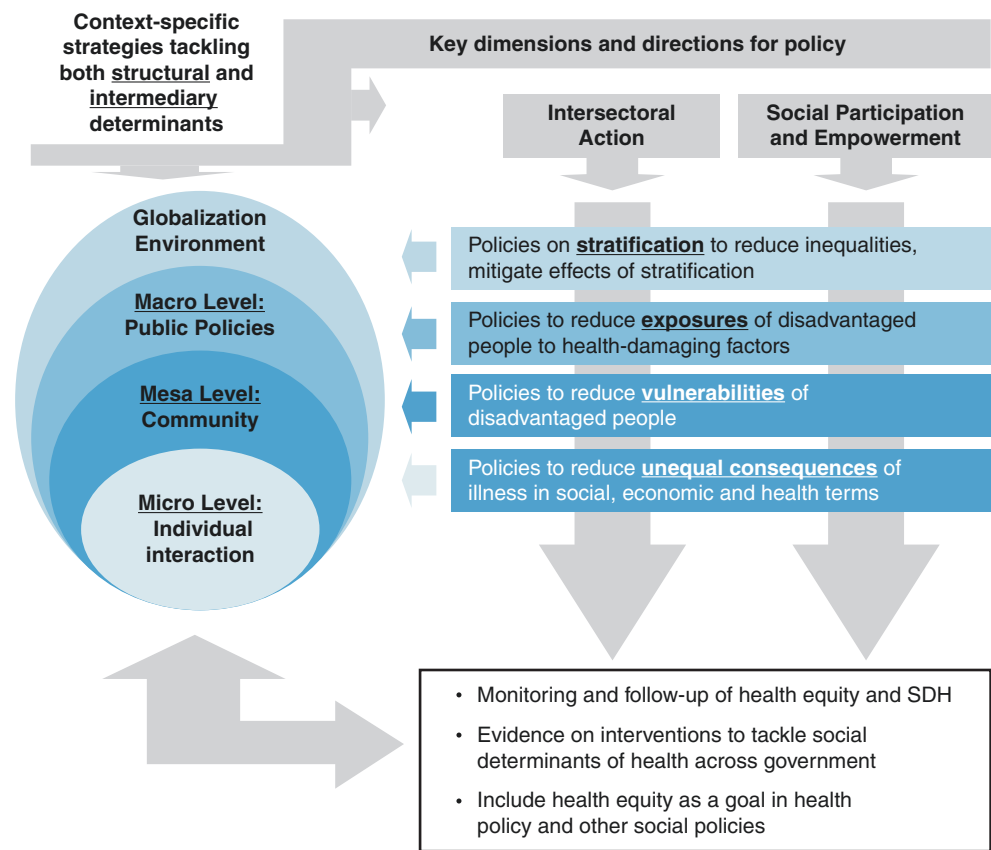 Context-specific
strategies tackling
both structural and
intermediary
determinants
Key dimensions and directions for policy
Intersectoral
Action
Social Participation
and Empowerment
Globalization
Environment
Macro Level:
Public Policies
Mesa Level:
Community
Micro Level:
Individual
interaction
Policies on stratification to reduce inequalities,
mitigate effects of stratification
Policies to reduce exposures of disadvantaged
people to health-damaging factors
Policies to reduce vulnerabilities of
disadvantaged people
Policies to reduce unequal consequences of
illness in social, economic and health terms
• Monitoring and follow-up of health equity and SDH
• Evidence on interventions to tackle social
determinants of health across government
• Include health equity as a goal in health
policy and other social policies